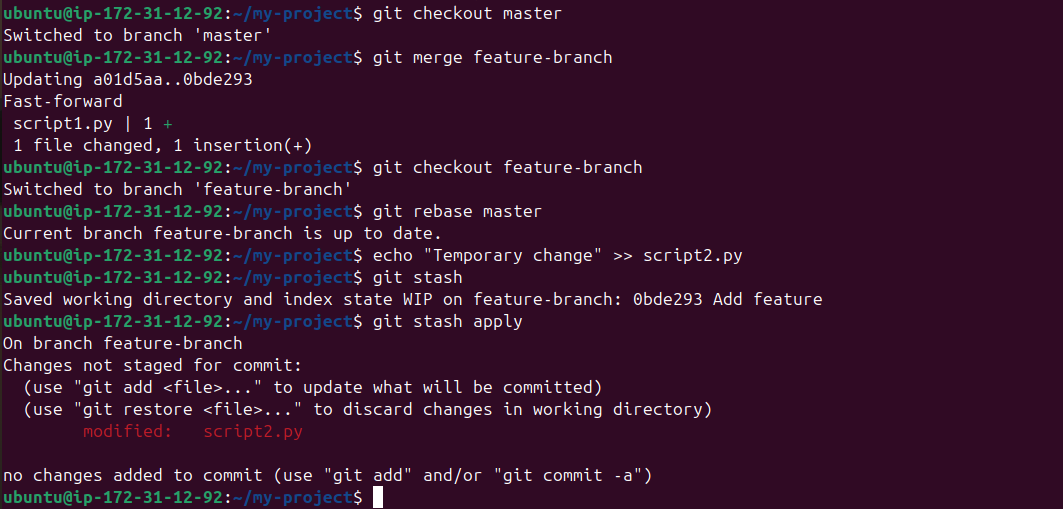 ubuntu@ip-172-31-12-92:~/my-project$ git checkout master
Switched to branch 'master'
ubuntu@ip-172-31-12-92:~/my-project$ git merge feature-branch
Updating a01d5aa..0bde293
Fast-forward
 script1.py | 1 +
 1 file changed, 1 insertion(+)
ubuntu@ip-172-31-12-92:~/my-project$ git checkout feature-branch
Switched to branch 'feature-branch'
ubuntu@ip-172-31-12-92:~/my-project$ git rebase master
Current branch feature-branch is up to date.
ubuntu@ip-172-31-12-92:~/my-project$ echo "Temporary change" >> script2.py
ubuntu@ip-172-31-12-92:~/my-project$ git stash
Saved working directory and index state WIP on feature-branch: 0bde293 Add feature
ubuntu@ip-172-31-12-92:~/my-project$ git stash apply
On branch feature-branch
Changes not staged for commit:
  (use "git add <file>..." to update what will be committed)
  (use "git restore <file>..." to discard changes in working directory)
        modified:   script2.py

no changes added to commit (use "git add" and/or "git commit -a")
ubuntu@ip-172-31-12-92:~/my-project$